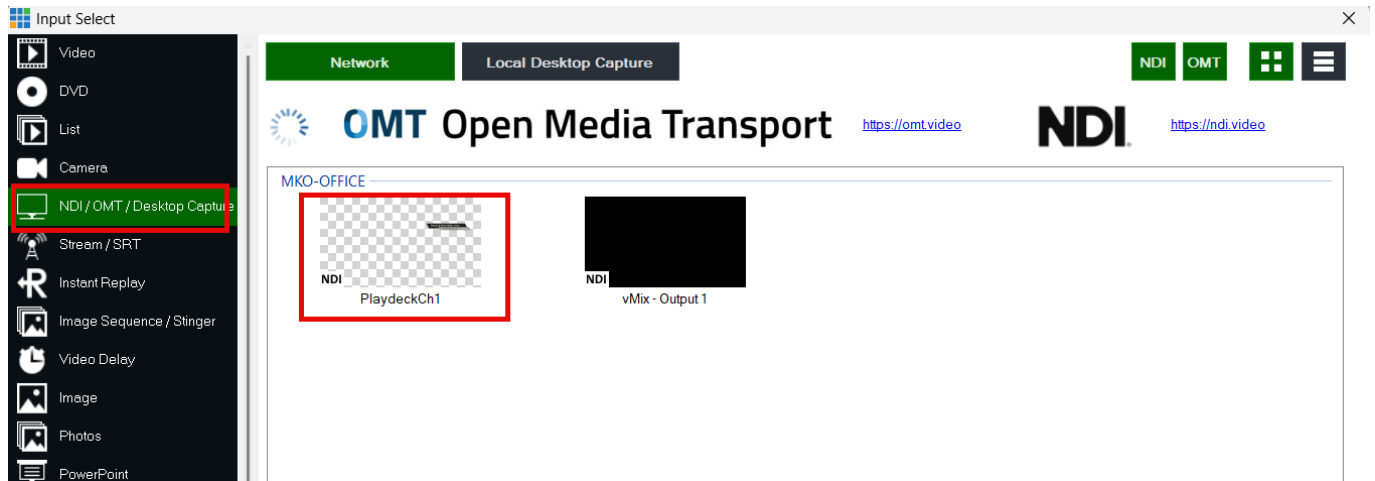 Input Select
Video
DVD
List
Camera
NDI / OMT / Desktop Capture
Stream / SRT
Instant Replay
Image Sequence / Stinger
Video Delay
Image
Photos
PowerPoint
Network
Local Desktop Capture
NDI
OMT
OMT Open Media Transport
https://omt.video
NDI.
https://ndi.video
MKO-OFFICE
NDI
PlaydeckCh1
NDI
vMix - Output 1